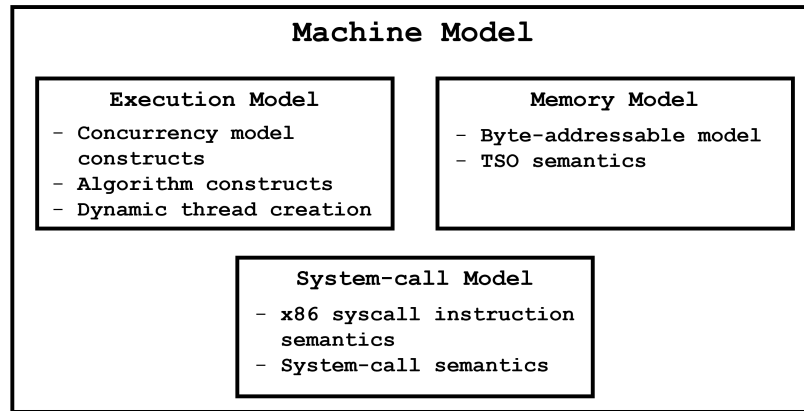 Machine Model
Execution Model
- Concurrency model
constructs
- Algorithm constructs
- Dynamic thread creation
Memory Model
- Byte-addressable model
- TSO semantics
System-call Model
- x86 syscall instruction
semantics
- System-call semantics